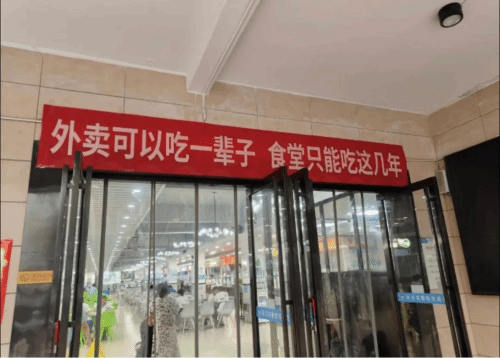 外卖可以吃一辈子 食堂只能吃这几年